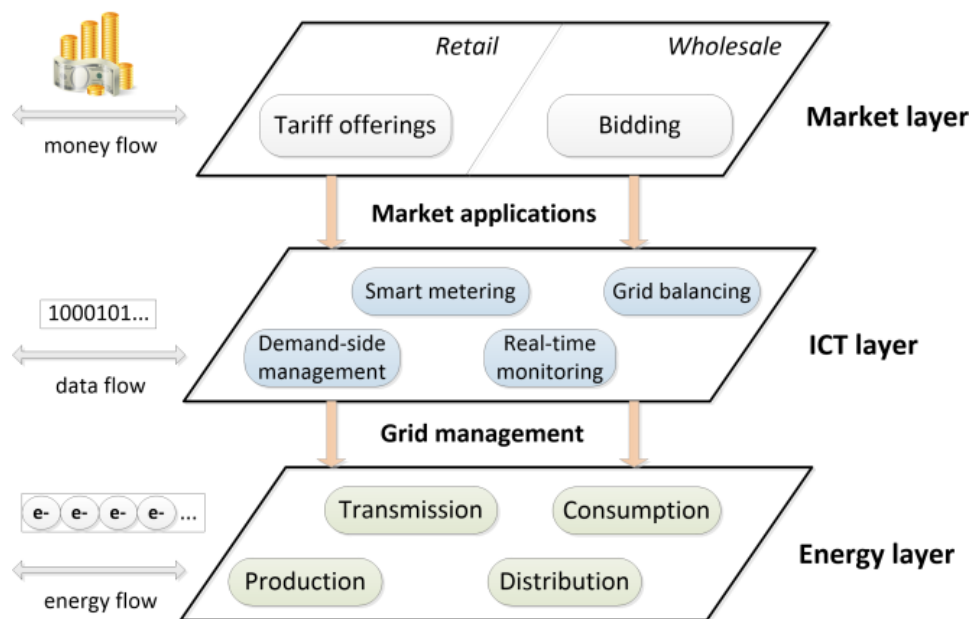 Retail
Wholesale
Tariff offerings
Bidding
Market layer
money flow
Market applications
Smart metering
Grid balancing
1000101...
Demand-side
management
Real-time
monitoring
ICT layer
data flow
Grid management
Transmission
Consumption
e- e- e- e- ...
Energy layer
Production
Distribution
energy flow